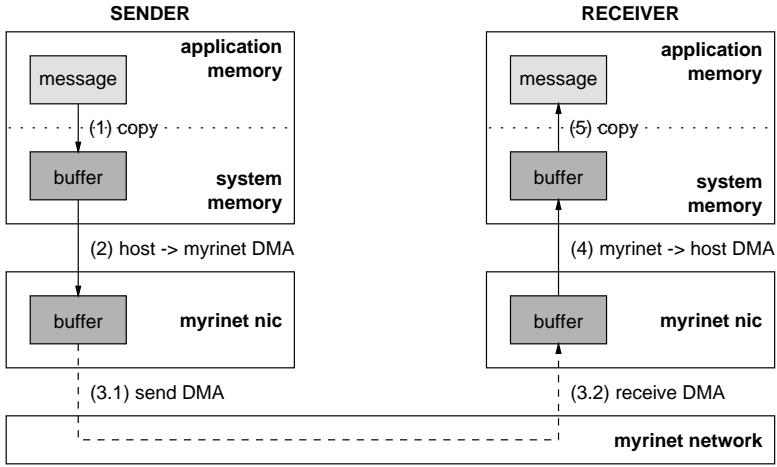 SENDER
RECEIVER
application
memory
message
(1) copy
buffer
system
memory
(2) host -> myrinet DMA
buffer
myrinet nic
(3.1) send DMA
application
memory
message
(5) copy
buffer
system
memory
(4) myrinet -> host DMA
buffer
myrinet nic
(3.2) receive DMA
myrinet network